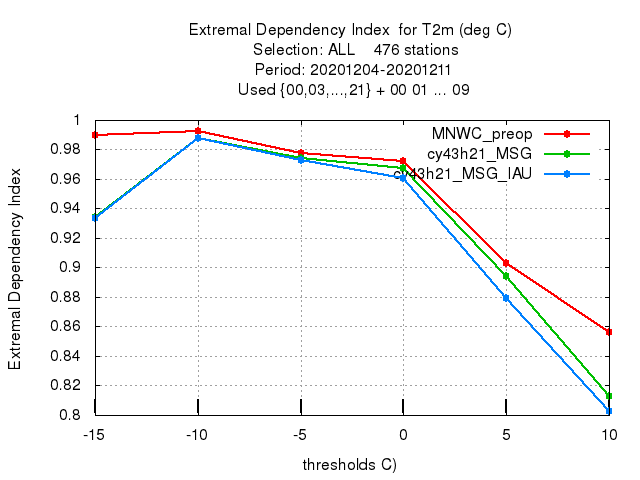 Extremal Dependency Index  for T2m (deg C)
Selection: ALL    476 stations
Period: 20201204-20201211
Used {00,03,...,21} + 00 01 ... 09
Extremal Dependency Index
1
0.98
0.96
0.94
0.92
0.9
0.88
0.86
0.84
0.82
0.8
MNWC_preop
cy43h21_MSG
cy43h21_MSG_IAU
-15 -10 -5 0 5 10
thresholds C)